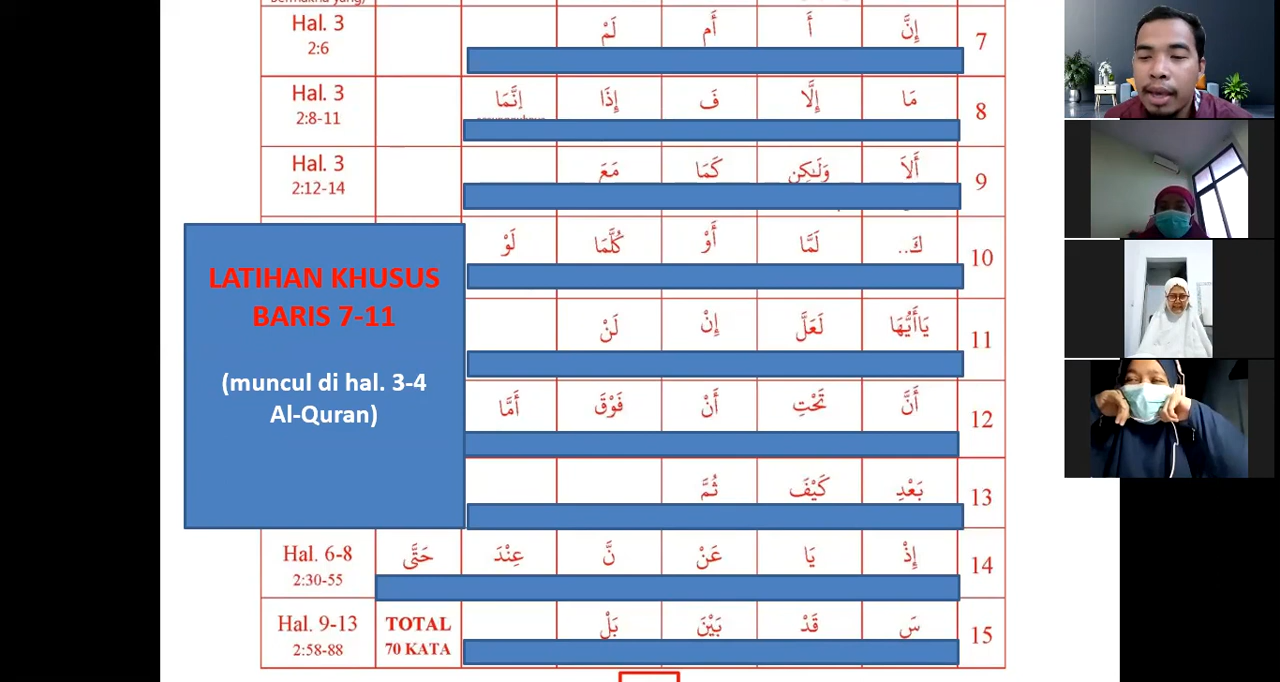 Hal. 3
2:6
إِنَّ أَ أَم لَمْ 7
Hal. 3
2:8-11
مَا إِلَّا فَ إِذَا إِنَّمَا 8
Hal. 3
2:12-14
أَلاَ وَلَـٰكِن كَمَا مَعَ 9
LATIHAN KHUSUS
BARIS 7-11
(muncul di hal. 3-4
Al-Quran)
كَ.. لَمَّا أَوْ كُلَّمَا لَوْ 10
يَاأَيُّهَا لَعَلَّ إِنْ لَنْ 11
أَنَّ تَحْتِ أَنْ فَوْقَ أَمَّا 12
بَعْدِ كَيْفَ ثُمَّ 13
Hal. 6-8
2:30-55
إِذْ يَا عَنْ نَّ عِنْدَ حَتَّى 14
Hal. 9-13
2:58-88
TOTAL
70 KATA
سَ قَدْ بَيْنَ بَلْ 15